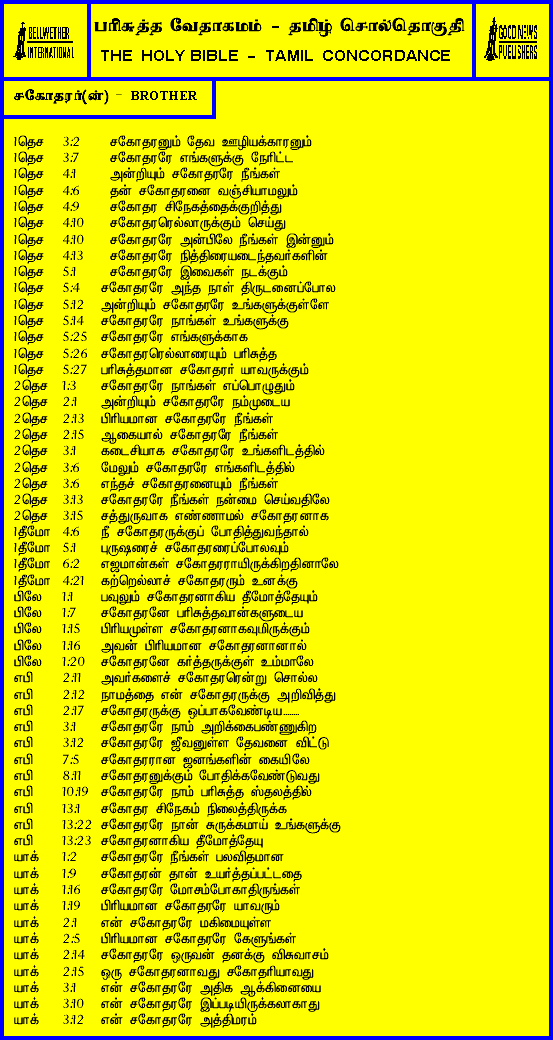 BELLWETHER INTERNATIONAL
பரிசுத்த வேதாகமம் - தமிழ் சொல்தொகுதி
THE HOLY BIBLE - TAMIL CONCORDANCE
GOOD NEWS PUBLISHERS
சகோதரர்(ன்) - BROTHER
1தெச 3:2 சகோதரனும் தேவ ஊழியக்காரனும்
1தெச 3:7 சகோதரரே எங்களுக்கு நேரிட்ட
1தெச 4:1 அன்றியும் சகோதரரே நீங்கள்
1தெச 4:6 தன் சகோதரனை வஞ்சியாமலும்
1தெச 4:9 சகோதர சிநேகத்தைக்குறித்து
1தெச 4:10 சகோதரரெல்லாருக்கும் செய்து
1தெச 4:10 சகோதரரே அன்பிலே நீங்கள் இன்னும்
1தெச 4:13 சகோதரரே நித்திரையடைந்தவர்களின்
1தெச 5:1 சகோதரரே இவைகள் நடக்கும்
1தெச 5:4 சகோதரரே அந்த நாள் திருடனைப்போல
1தெச 5:12 அன்றியும் சகோதரரே உங்களுக்குள்ளே
1தெச 5:14 சகோதரரே நாங்கள் உங்களுக்கு
1தெச 5:25 சகோதரரே எங்களுக்காக
1தெச 5:26 சகோதரரெல்லாரையும் பரிசுத்த
1தெச 5:27 பரிசுத்தமான சகோதரர் யாவருக்கும்
2தெச 1:3 சகோதரரே நாங்கள் எப்பொழுதும்
2தெச 2:1 அன்றியும் சகோதரரே நம்முடைய
2தெச 2:13 பிரியமான சகோதரரே நீங்கள்
2தெச 2:15 ஆகையால் சகோதரரே நீங்கள்
2தெச 3:1 கடைசியாக சகோதரரே உங்களிடத்தில்
2தெச 3:6 மேலும் சகோதரரே எங்களிடத்தில்
2தெச 3:6 எந்தச் சகோதரனையும் நீங்கள்
2தெச 3:13 சகோதரரே நீங்கள் நன்மை செய்வதிலே
2தெச 3:15 சத்துருவாக எண்ணாமல் சகோதரனாக
1தீமோ 4:6 நீ சகோதரருக்குப் போதித்துவந்தால்
1தீமோ 5:1 புருஷரைச் சகோதரரைப்போலவும்
1தீமோ 6:2 எஜமான்கள் சகோதரராயிருக்கிறதினாலே
1தீமோ 4:21 கற்றெல்லாச் சகோதரரும் உனக்கு
பிலே 1:1 பவுலும் சகோதரனாகிய தீமோத்தேயும்
பிலே 1:7 சகோதரனே பரிசுத்தவான்களுடைய
பிலே 1:15 பிரியமுள்ள சகோதரனாகவுமிருக்கும்
பிலே 1:16 அவன் பிரியமான சகோதரனானால்
பிலே 1:20 சகோதரனே கர்த்தருக்குள் உம்மாலே
எபி 2:11 அவர்களைச் சகோதரரென்று சொல்ல
எபி 2:12 நாமத்தை என் சகோதரருக்கு அறிவித்து
எபி 2:17 சகோதரருக்கு ஒப்பாகவேண்டிய.......
எபி 3:1 சகோதரரே நாம் அறிக்கைபண்ணுகிற
எபி 3:12 சகோதரரே ஜீவனுள்ள தேவனை விட்டு
எபி 7:5 சகோதரரான ஜனங்களின் கையிலே
எபி 8:11 சகோதரனுக்கும் போதிக்கவேண்டுவது
எபி 10:19 சகோதரரே நாம் பரிசுத்த ஸ்தலத்தில்
எபி 13:1 சகோதர சிநேகம் நிலைத்திருக்க
எபி 13:22 சகோதரரே நான் சுருக்கமாய் உங்களுக்கு
எபி 13:23 சகோதரனாகிய தீமோத்தேயு
யாக் 1:2 சகோதரரே நீங்கள் பலவிதமான
யாக் 1:9 சகோதரன் தான் உயர்த்தப்பட்டதை
யாக் 1:16 சகோதரரே மோசம்போகாதிருங்கள்
யாக் 1:19 பிரியமான சகோதரரே யாவரும்
யாக் 2:1 என் சகோதரரே மகிமையுள்ள
யாக் 2:5 பிரியமான சகோதரரே கேளுங்கள்
யாக் 2:14 சகோதரரே ஒருவன் தனக்கு விசுவாசம்
யாக் 2:15 ஒரு சகோதரனாவது சகோதரியாவது
யாக் 3:1 என் சகோதரரே அதிக ஆக்கினையை
யாக் 3:10 என் சகோதரரே இப்படியிருக்கலாகாது
யாக் 3:12 என் சகோதரரே அத்திமரம்